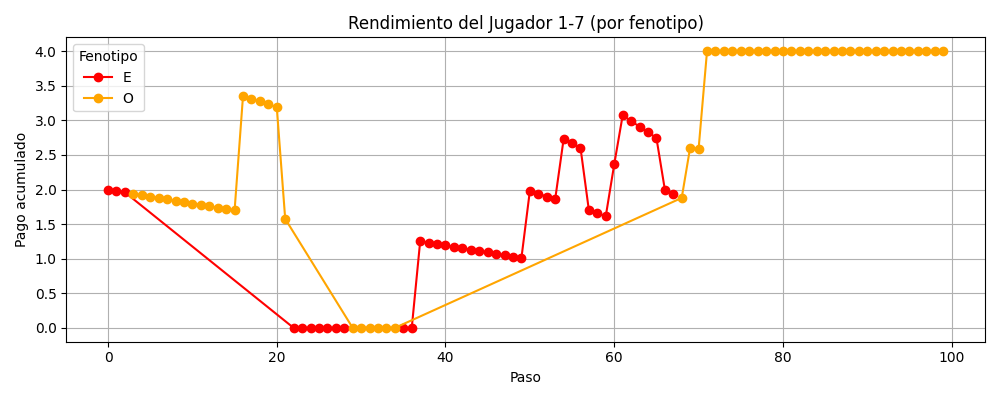 Rendimiento del Jugador 1-7 (por fenotipo)
Pago acumulado
4.0
3.5
3.0
2.5
2.0
1.5
1.0
0.5
0.0
Fenotipo
E
O
0 20 40 60 80 100
Paso